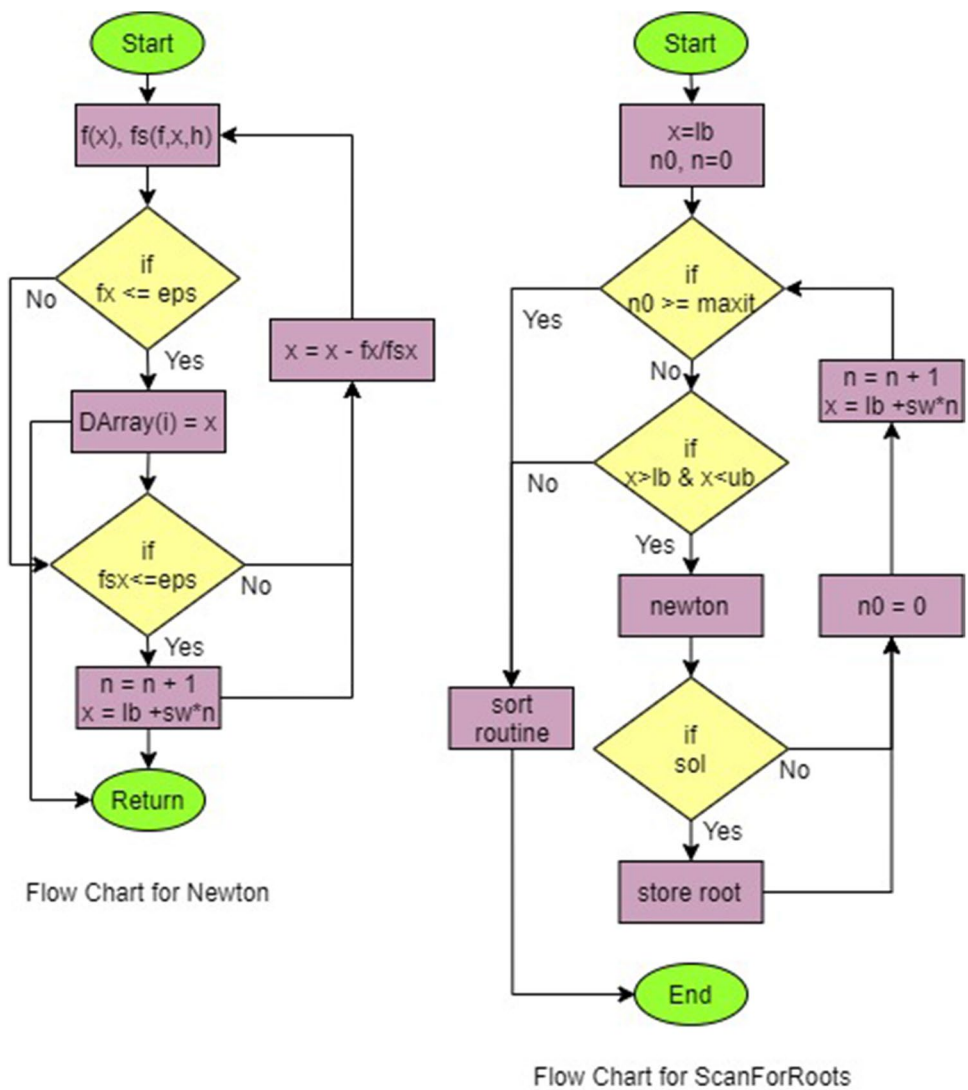 Start
f(x), fs(f,x,h)
if
fx <= eps
No
Yes
x = x - fx/fsx
DArray(i) = x
if
fsx<=eps
No
Yes
n = n + 1
x = lb +sw*n
Return
Flow Chart for Newton
Start
x=lb
n0, n=0
if
n0 >= maxit
Yes
No
n = n + 1
x = lb +sw*n
if
x>lb & x<ub
No
Yes
newton
n0 = 0
sort
routine
if
sol
No
Yes
store root
End
Flow Chart for ScanForRoots